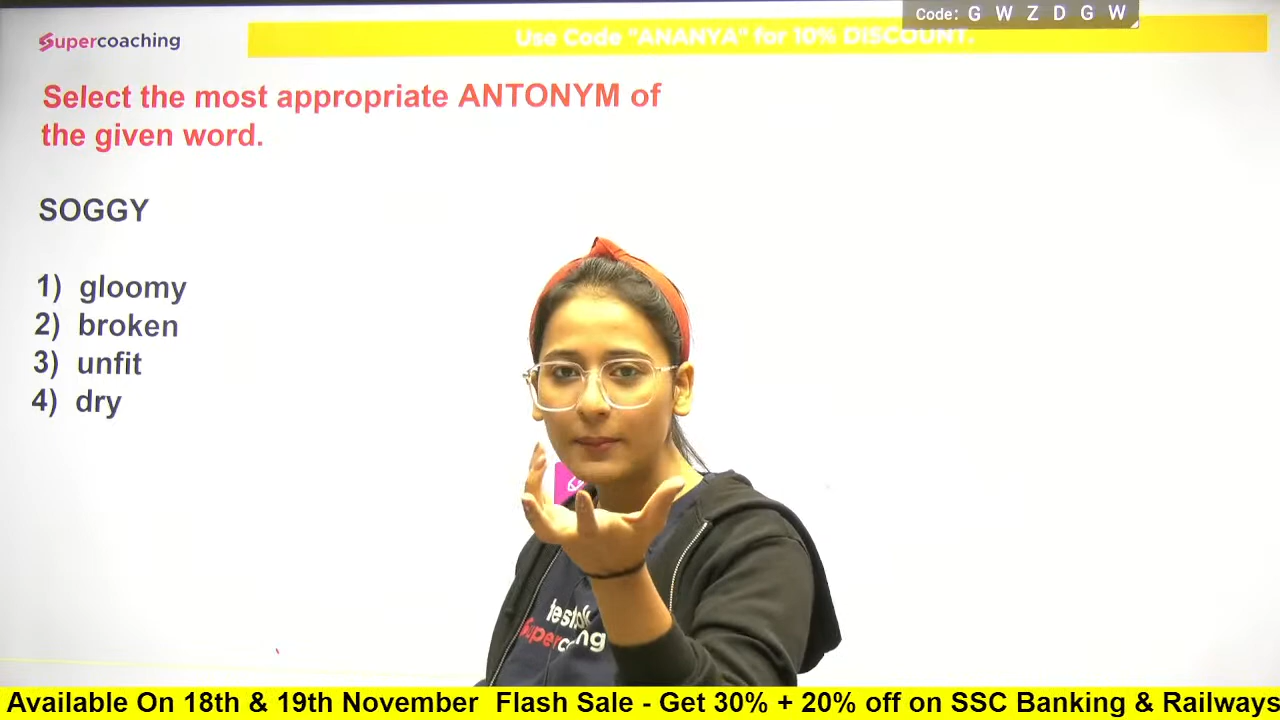 Code: G W Z D G W
Supercoaching
Use Code "ANANYA" for 10% DISCOUNT.
Select the most appropriate ANTONYM of
the given word.
SOGGY
1) gloomy
2) broken
3) unfit
4) dry
Supercoaching
Available On 18th & 19th November Flash Sale - Get 30% + 20% off on SSC Banking & Railways